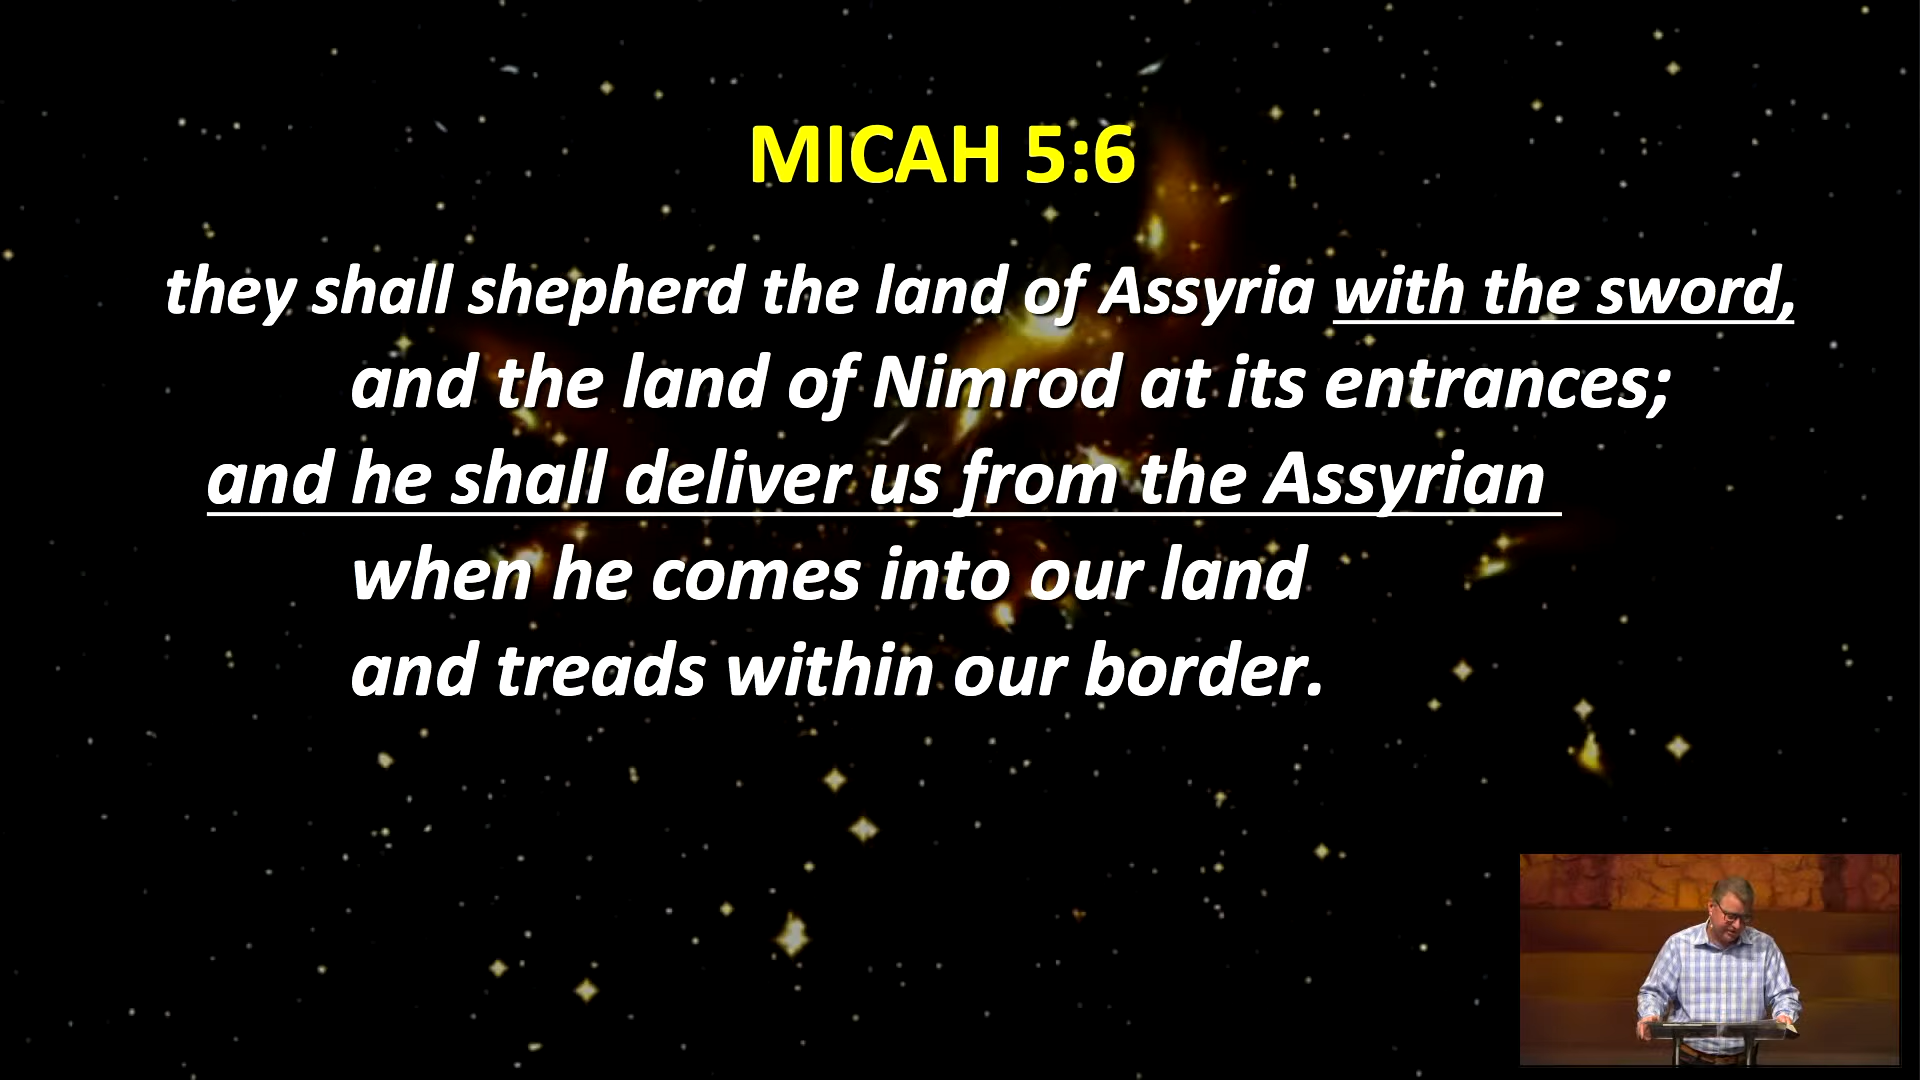 MICAH 5:6
they shall shepherd the land of Assyria with the sword,
and the land of Nimrod at its entrances;
and he shall deliver us from the Assyrian
when he comes into our land
and treads within our border.